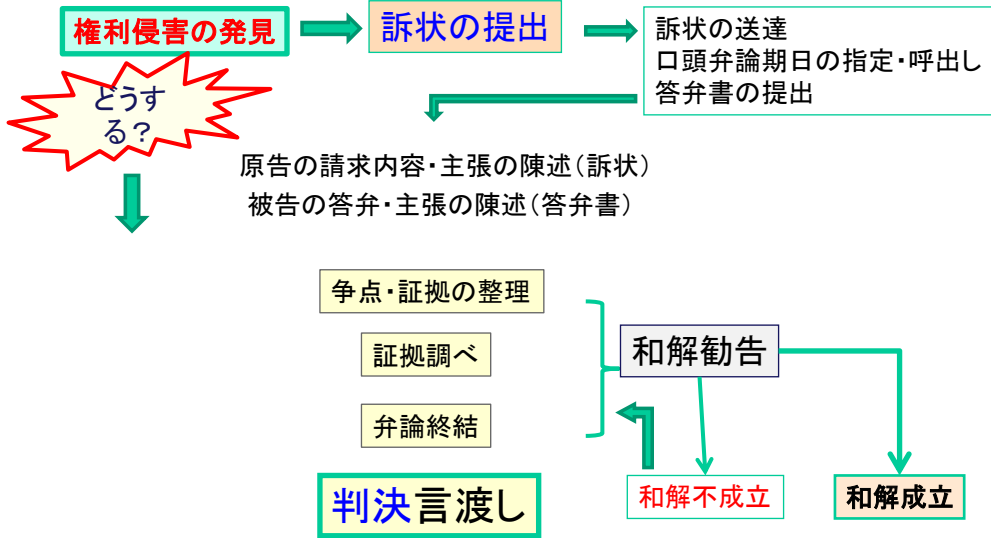 権利侵害の発見
訴状の提出
訴状の送達
口頭弁論期日の指定・呼出し
答弁書の提出
どうす
る？
原告の請求内容・主張の陳述（訴状）
被告の答弁・主張の陳述（答弁書）
争点・証拠の整理
証拠調べ
和解勧告
弁論終結
判決言渡し
和解不成立
和解成立